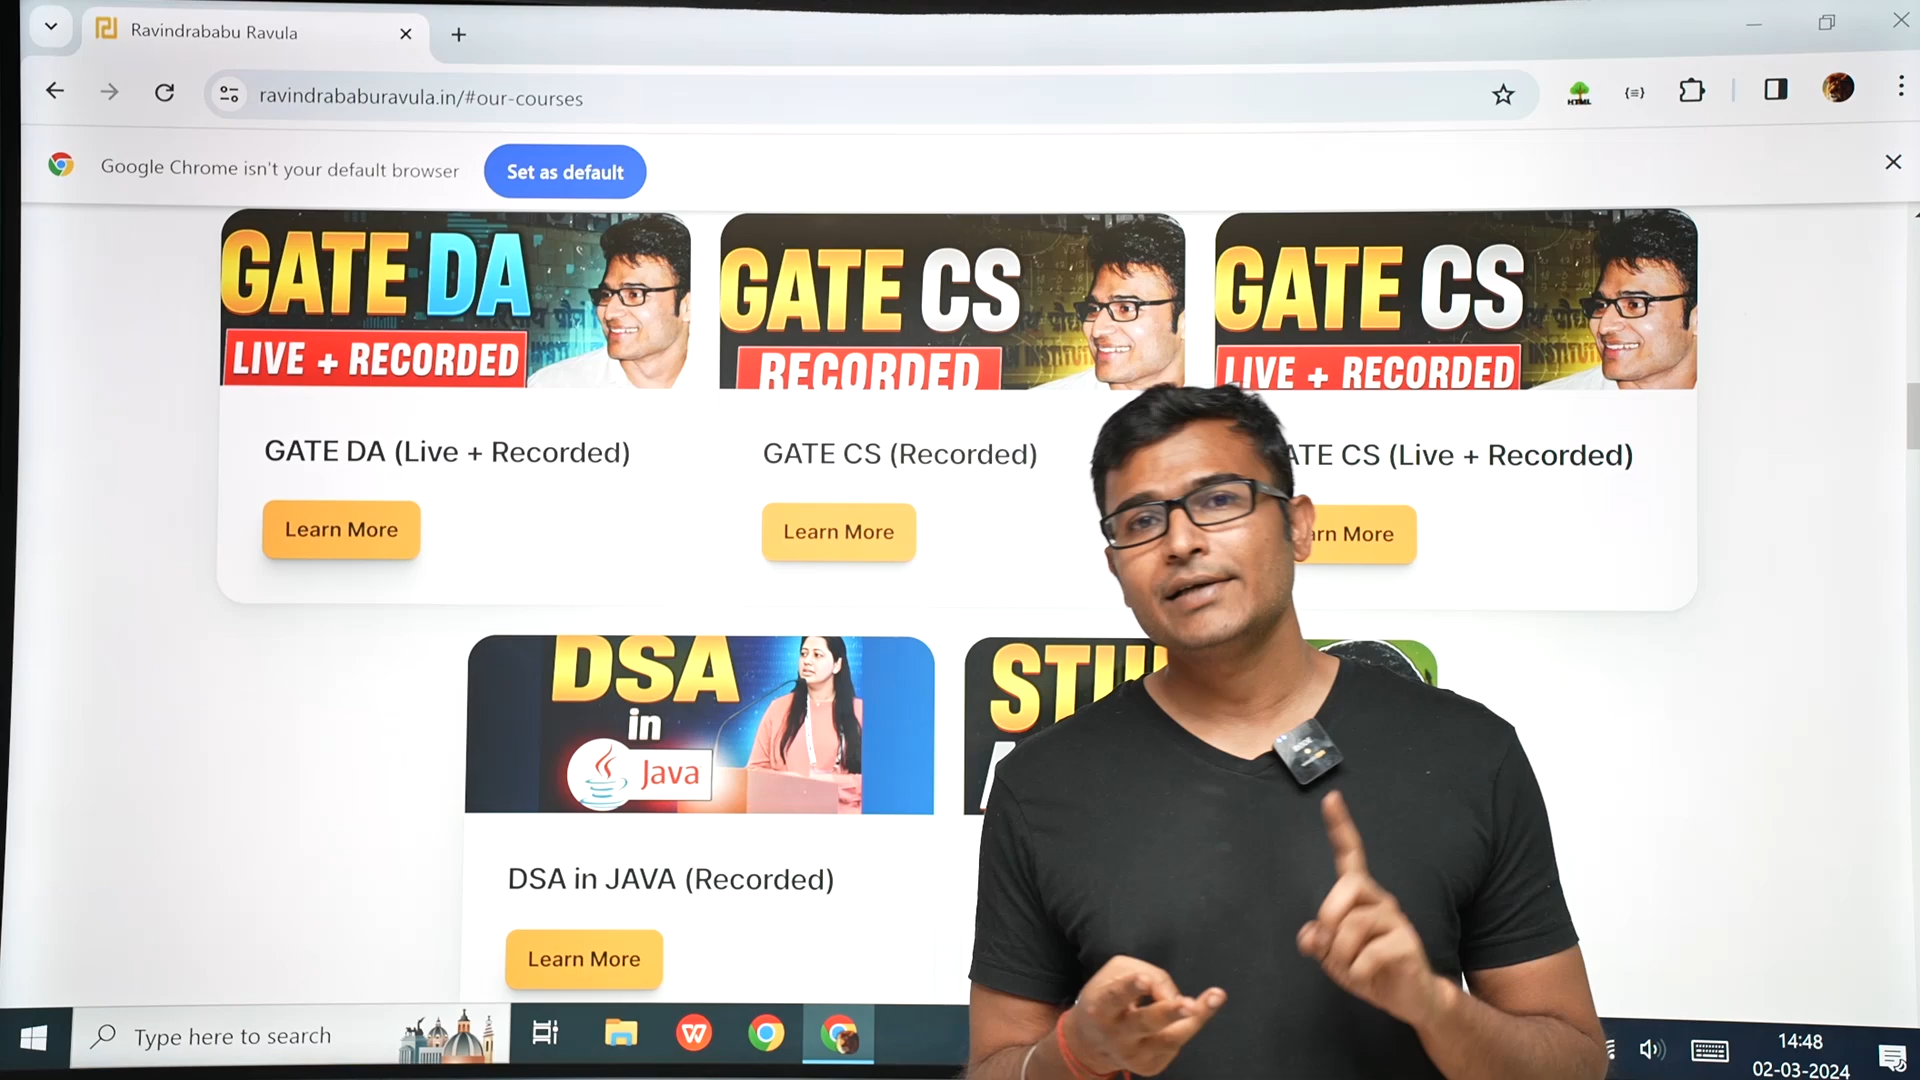 Ravindrababu Ravula
ravindrababuravula.in/#our-courses
HTML
Google Chrome isn't your default browser
Set as default
GATE DA
LIVE + RECORDED
GATE CS
RECORDED
GATE CS
LIVE + RECORDED
GATE DA (Live + Recorded)
GATE CS (Recorded)
ATE CS (Live + Recorded)
Learn More
Learn More
arn More
DSA
in
Java
STU
DSA in JAVA (Recorded)
Learn More
Type here to search
14:48
02-03-2024